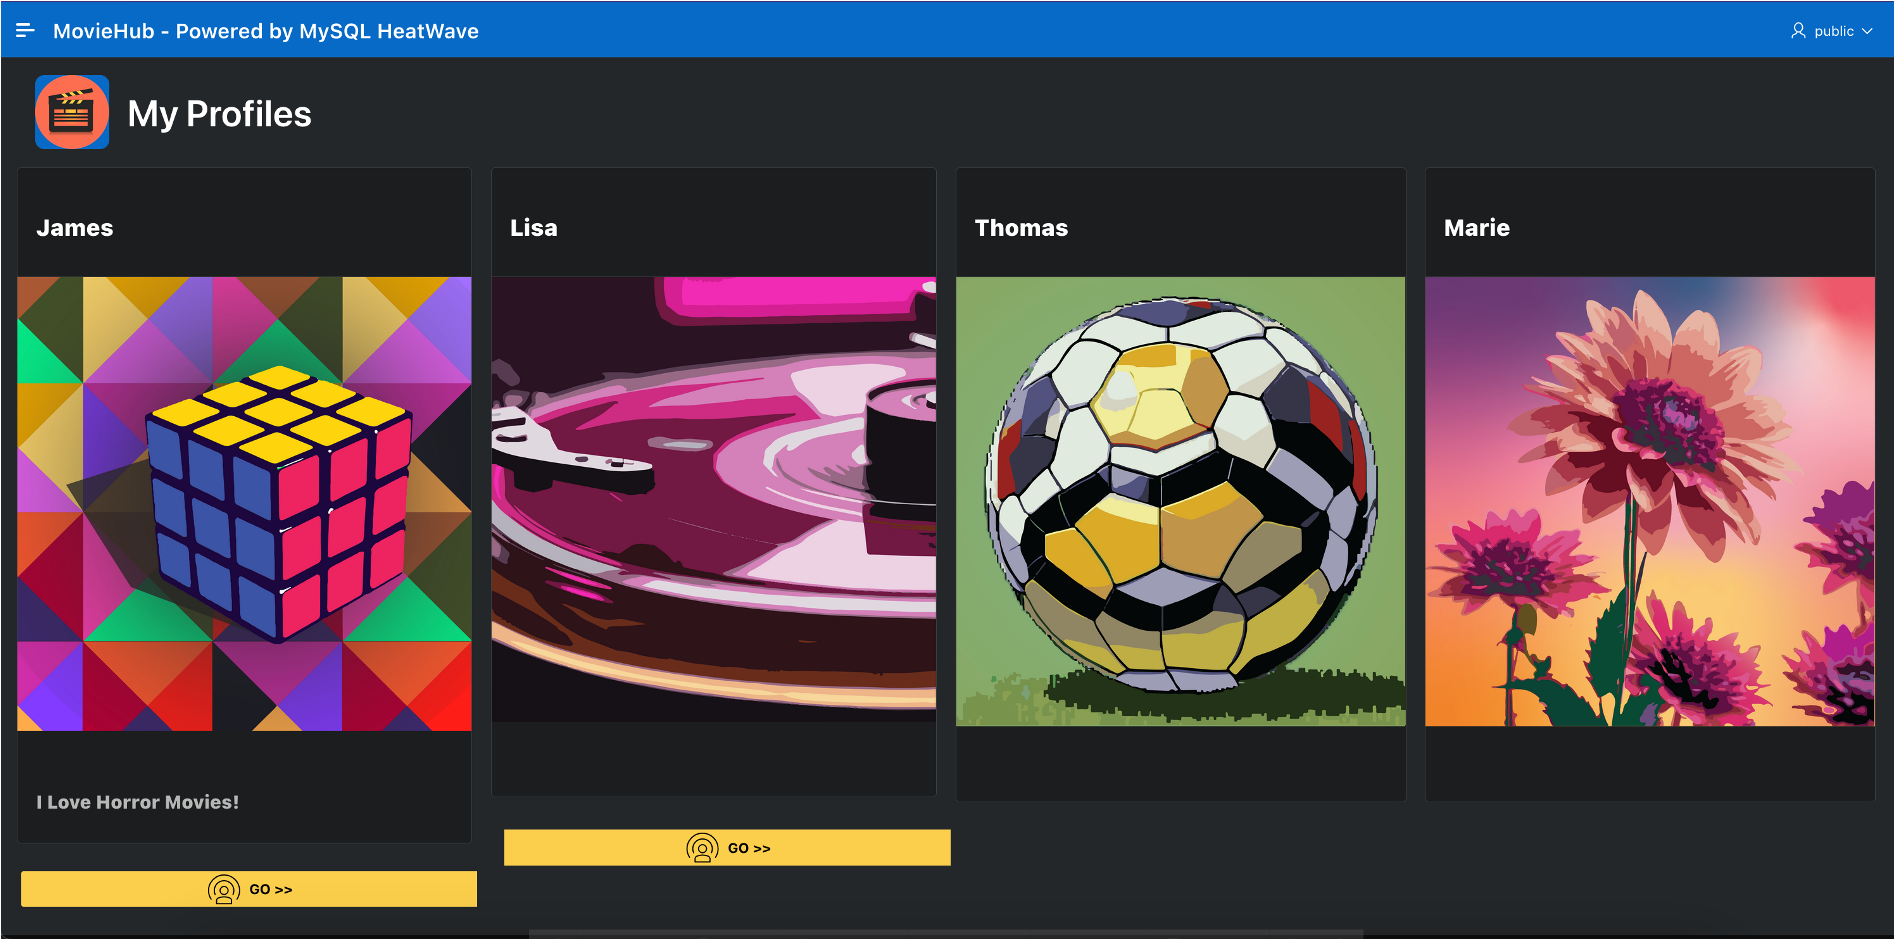 MovieHub - Powered by MySQL HeatWave
public
My Profiles
James
Lisa
Thomas
Marie
I Love Horror Movies!
GO >>
GO >>